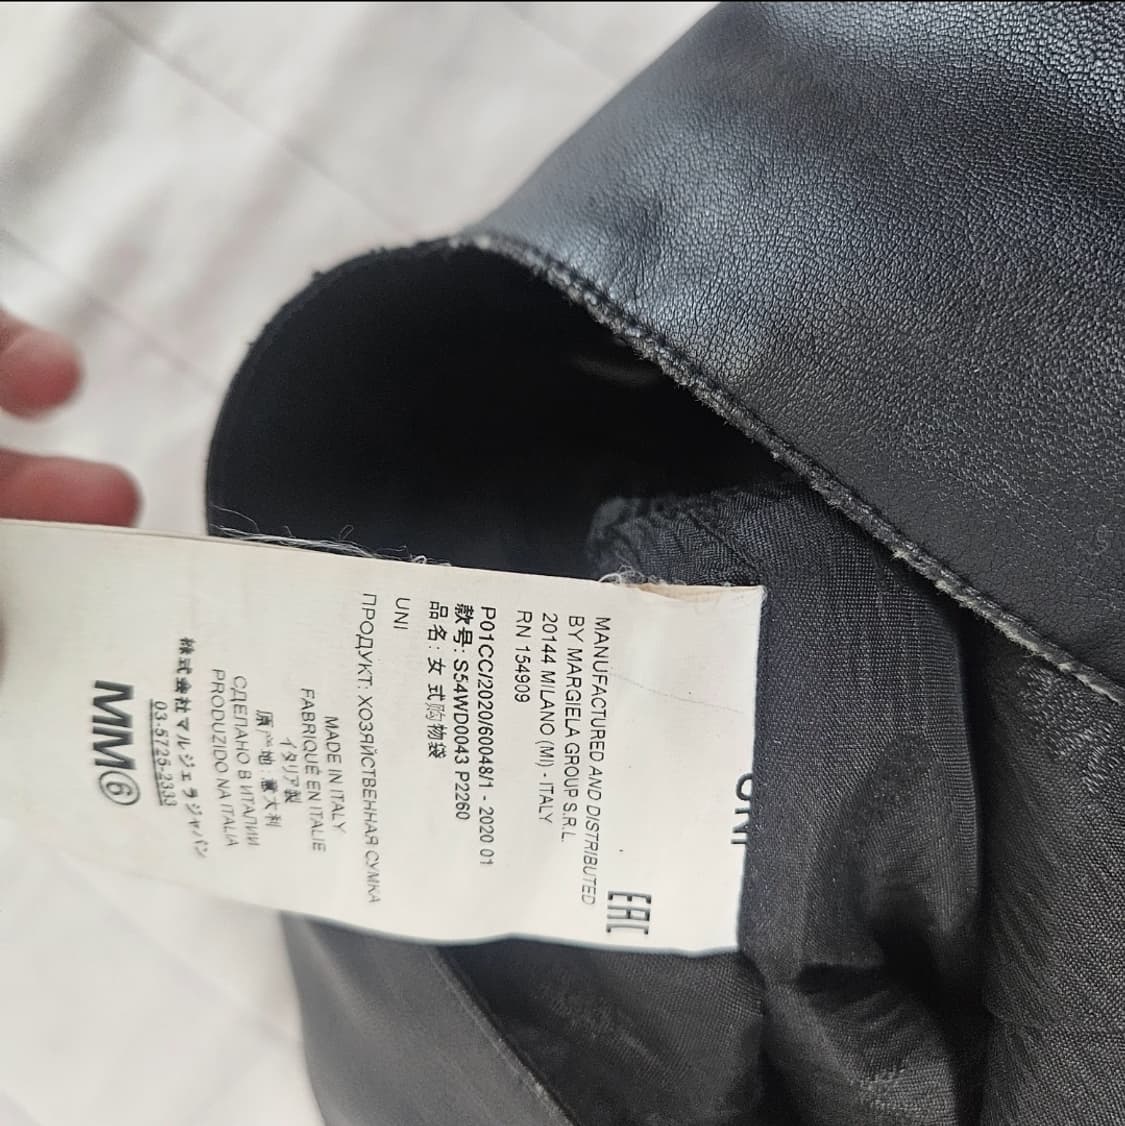 EAC
MANUFACTURED AND DISTRIBUTED
BY MARGIELA GROUP S.R.L.
20144 MILANO (MI) - ITALY
RN 154909
P01CC/2020/60048/1 - 2020 01
款号: S54WD0043 P2260
品名: 女 式购物袋
UNI
ПРОДУКТ: ХОЗЯЙСТВЕННАЯ СУМКА
MADE IN ITALY
FABRIQUÉ EN ITALIE
イタリア製
原产地: 意大利
СДЕЛАНО В ИТАЛИИ
PRODUZIDO NA ITALIA
株式会社マルジェラジャパン
03-5725-2333
MM⑥
UNI